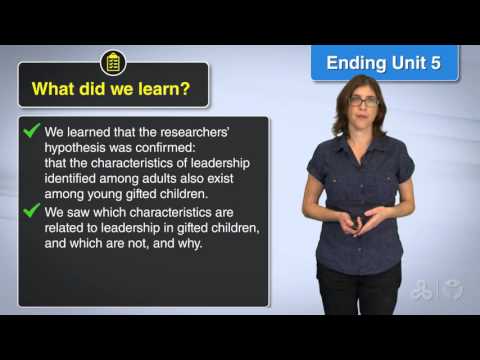 Ending Unit 5
What did we learn?
We learned that the researchers'
hypothesis was confirmed:
that the characteristics of leadership
identified among adults also exist
among young gifted children.
We saw which characteristics are
related to leadership in gifted children,
and which are not, and why.